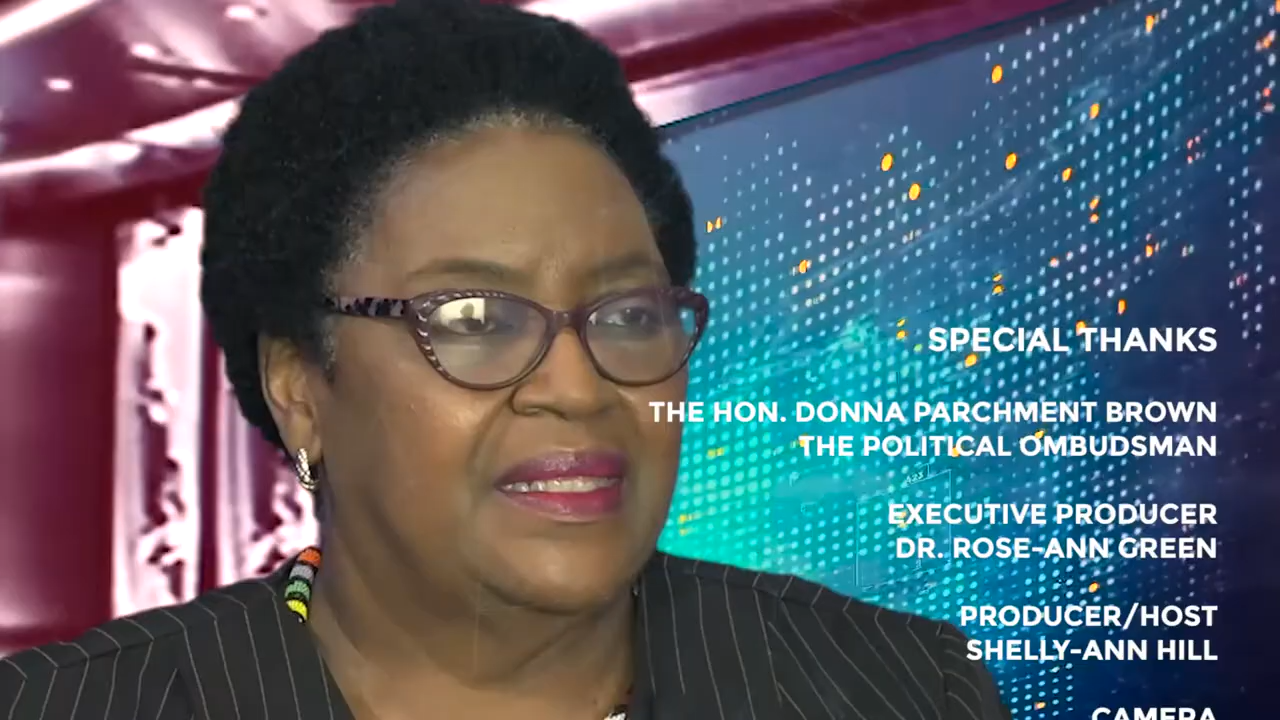 SPECIAL THANKS
THE HON. DONNA PARCHMENT BROWN
THE POLITICAL OMBUDSMAN
EXECUTIVE PRODUCER
DR. ROSE-ANN GREEN
PRODUCER/HOST
SHELLY-ANN HILL
CAMERA